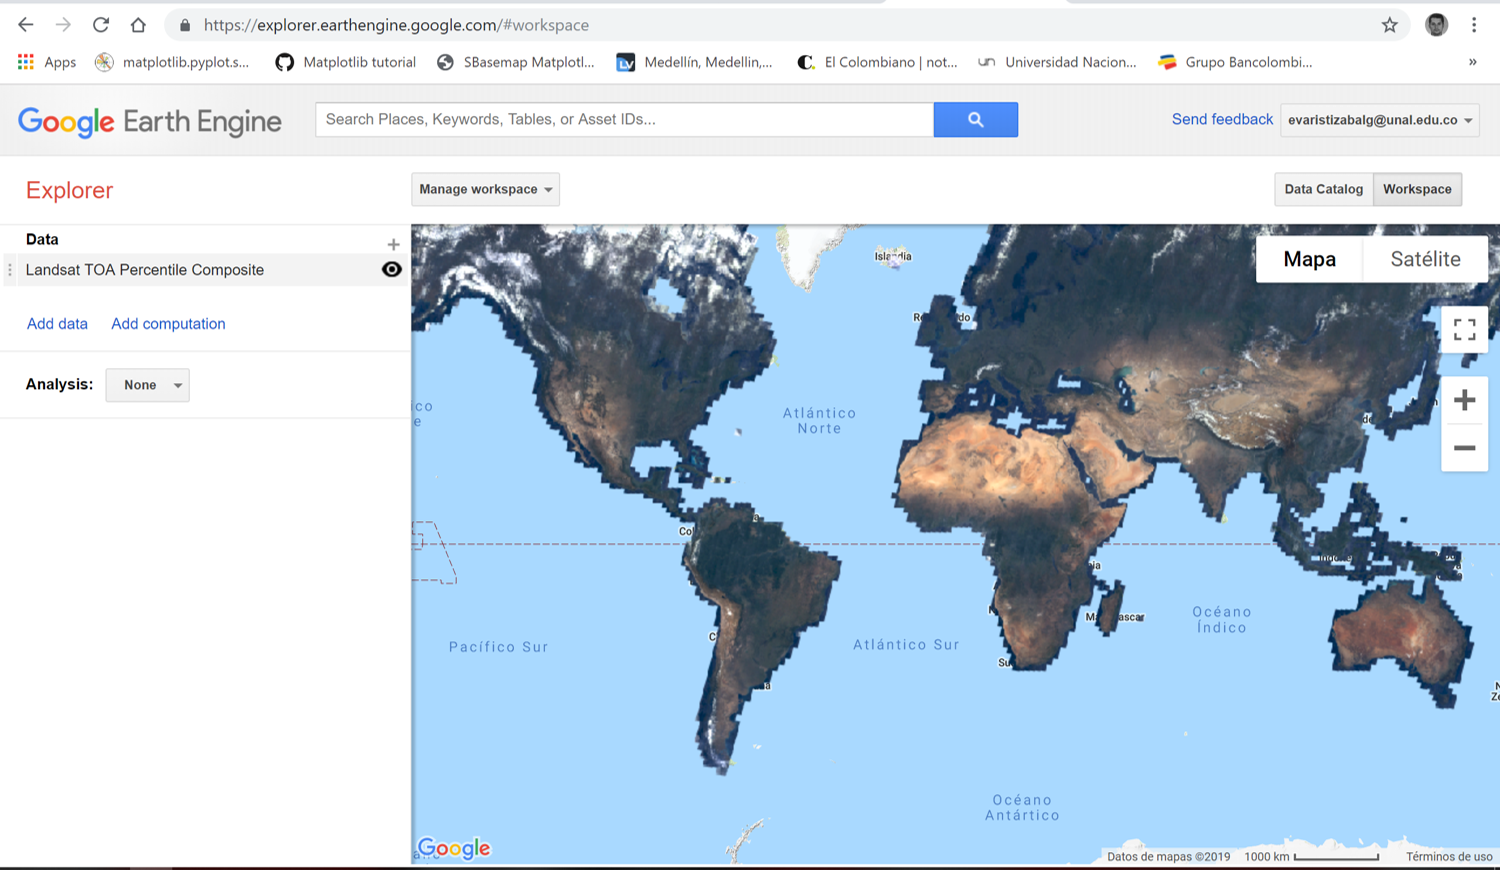 https://explorer.earthengine.google.com/#workspace
Apps matplotlib.pyplot.s... Matplotlib tutorial SBasemap Matplotl... Medellín, Medellin,... El Colombiano | not... Universidad Nacion... Grupo Bancolombi... »
Google Earth Engine
Search Places, Keywords, Tables, or Asset IDs...
Send feedback
evaristizabalg@unal.edu.co
Explorer
Manage workspace
Data Catalog
Workspace
Data
Landsat TOA Percentile Composite
Add data
Add computation
Analysis:
None
Mapa
Satélite
Islandia
Atlántico
Norte
Pacífico Sur
Atlántico Sur
Océano
Índico
Océano
Antártico
Google
Datos de mapas ©2019
1000 km
Términos de uso